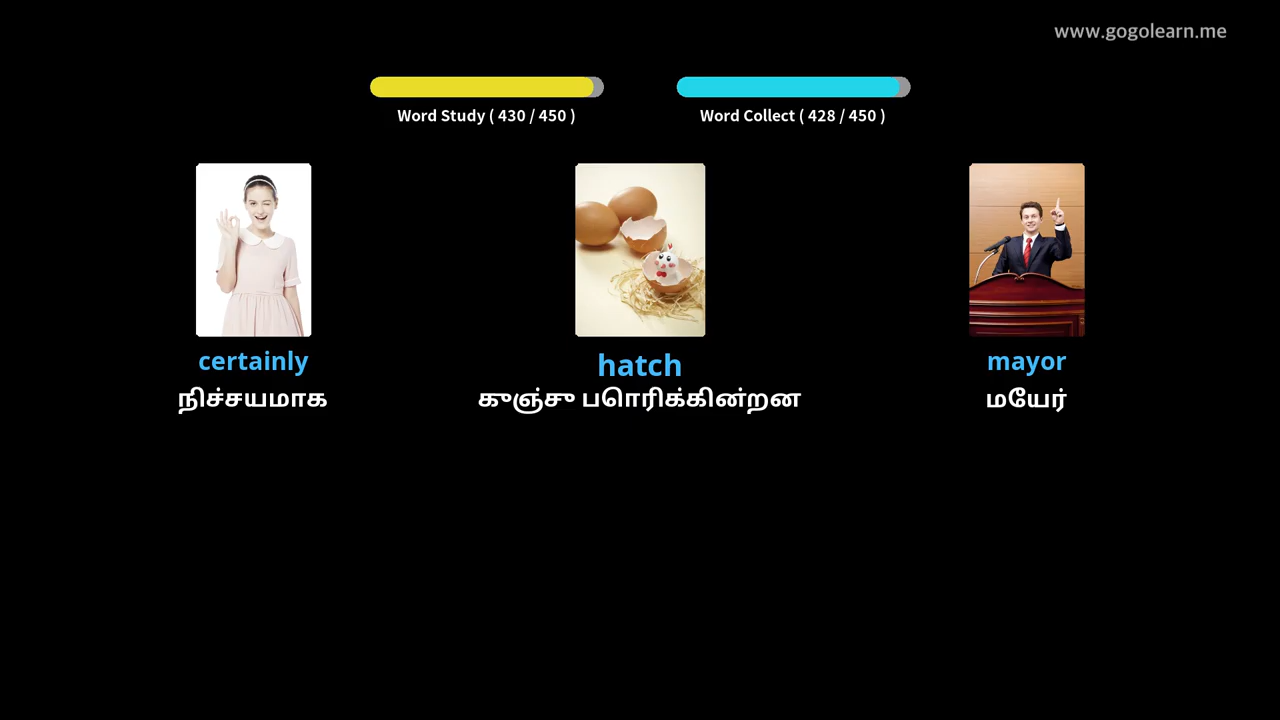 www.gogolearn.me
Word Study ( 430 / 450 )
Word Collect ( 428 / 450 )
certainly
hatch
mayor
நிச்சயமாக
குஞ்சு பொரிக்கின்றன
மயேர்